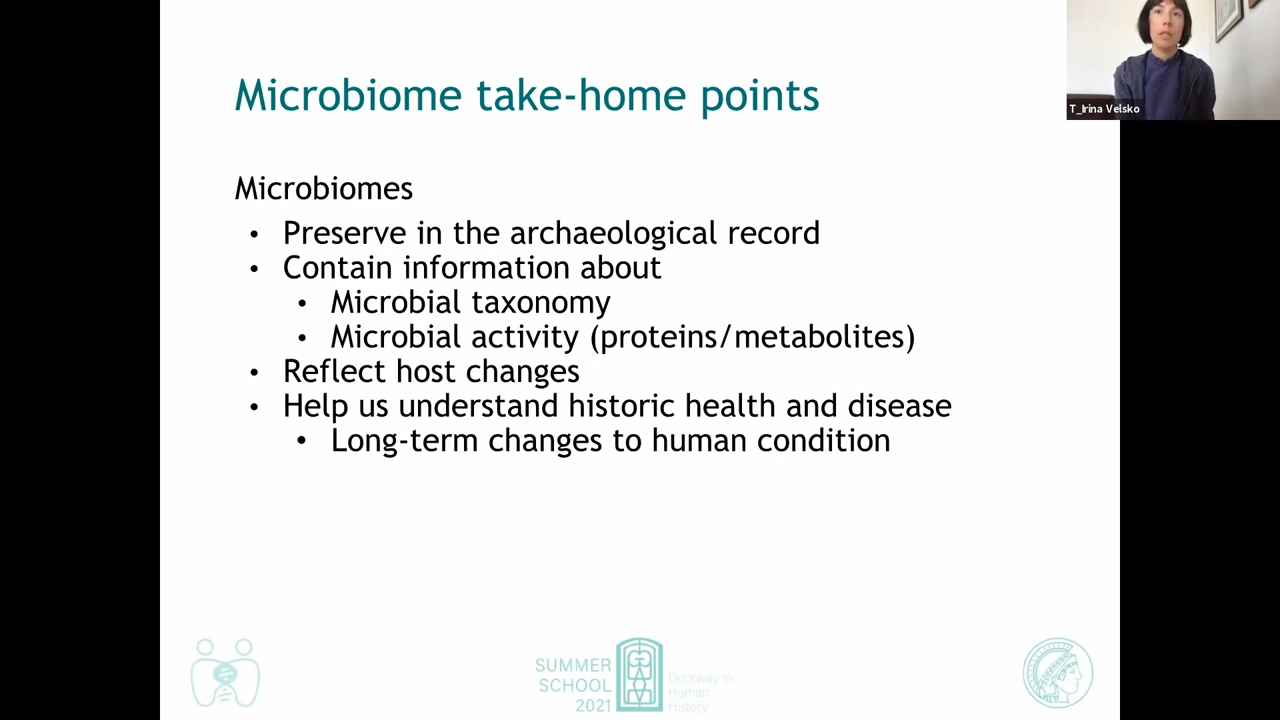 Microbiome take-home points
T_Irina Velsko
Microbiomes
• Preserve in the archaeological record
• Contain information about
• Microbial taxonomy
• Microbial activity (proteins/metabolites)
• Reflect host changes
• Help us understand historic health and disease
• Long-term changes to human condition
SUMMER
SCHOOL
2021
Doorway to
Human
History